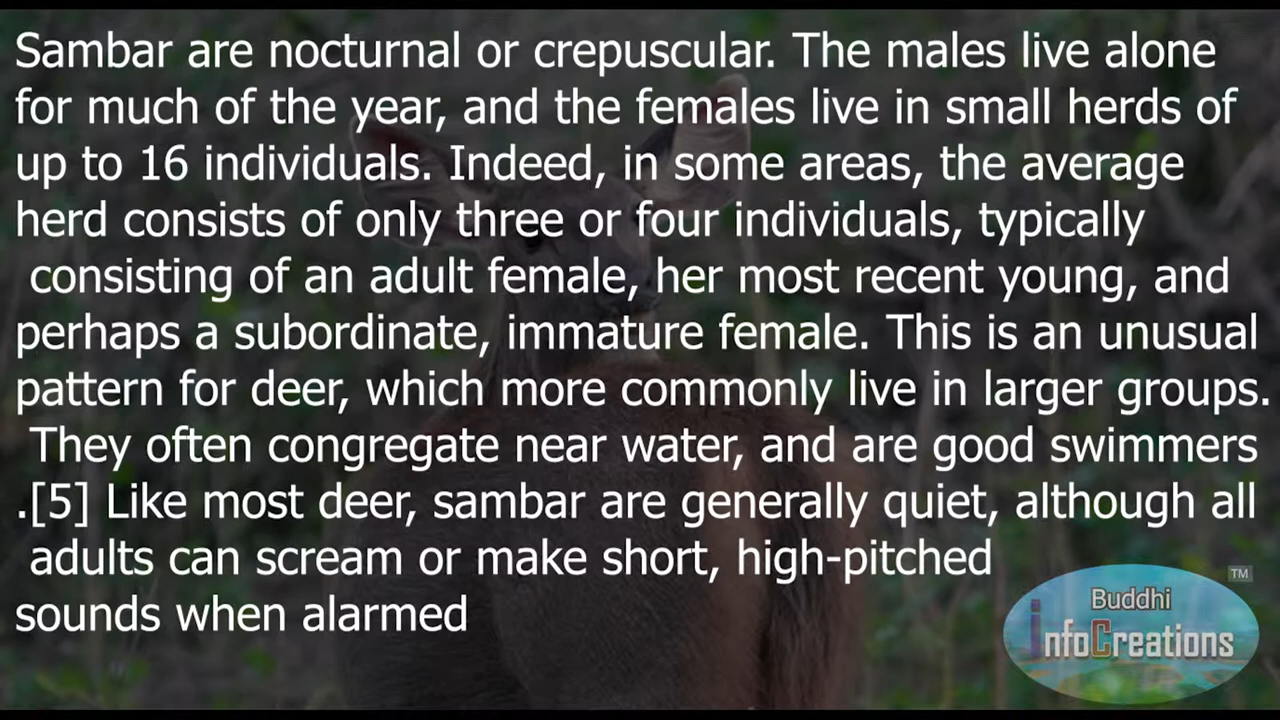 Sambar are nocturnal or crepuscular. The males live alone
for much of the year, and the females live in small herds of
up to 16 individuals. Indeed, in some areas, the average
herd consists of only three or four individuals, typically
consisting of an adult female, her most recent young, and
perhaps a subordinate, immature female. This is an unusual
pattern for deer, which more commonly live in larger groups.
They often congregate near water, and are good swimmers
.[5] Like most deer, sambar are generally quiet, although all
adults can scream or make short, high-pitched
sounds when alarmed
TM
Buddhi
infoCreations